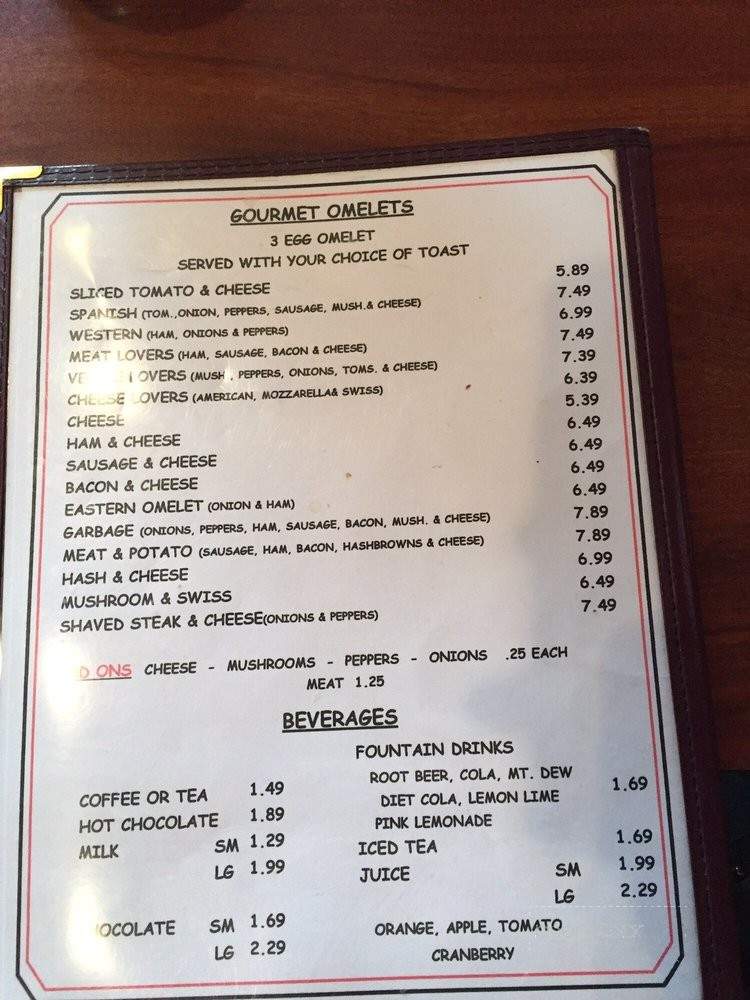 GOURMET OMELETS
3 EGG OMELET
SERVED WITH YOUR CHOICE OF TOAST
SLICED TOMATO & CHEESE 5.89
SPANISH (TOM.,ONION, PEPPERS, SAUSAGE, MUSH.& CHEESE) 7.49
WESTERN (HAM, ONIONS & PEPPERS) 6.99
MEAT LOVERS (HAM, SAUSAGE, BACON & CHEESE) 7.49
LOVERS (MUSH., PEPPERS, ONIONS, TOMS. & CHEESE) 7.39
CHEESE LOVERS (AMERICAN, MOZZARELLA& SWISS) 6.39
CHEESE 5.39
HAM & CHEESE 6.49
SAUSAGE & CHEESE 6.49
BACON & CHEESE 6.49
EASTERN OMELET (ONION & HAM) 6.49
GARBAGE (ONIONS, PEPPERS, HAM, SAUSAGE, BACON, MUSH. & CHEESE) 7.89
MEAT & POTATO (SAUSAGE, HAM, BACON, HASHBROWNS & CHEESE) 7.89
HASH & CHEESE 6.99
MUSHROOM & SWISS 6.49
SHAVED STEAK & CHEESE(ONIONS & PEPPERS) 7.49
ONS CHEESE - MUSHROOMS - PEPPERS - ONIONS .25 EACH
MEAT 1.25
BEVERAGES
COFFEE OR TEA 1.49
HOT CHOCOLATE 1.89
MILK SM 1.29
LG 1.99
SM 1.69
LG 2.29
FOUNTAIN DRINKS
ROOT BEER, COLA, MT. DEW
DIET COLA, LEMON LIME 1.69
PINK LEMONADE
ICED TEA 1.69
JUICE SM 1.99
LG 2.29
ORANGE, APPLE, TOMATO
CRANBERRY